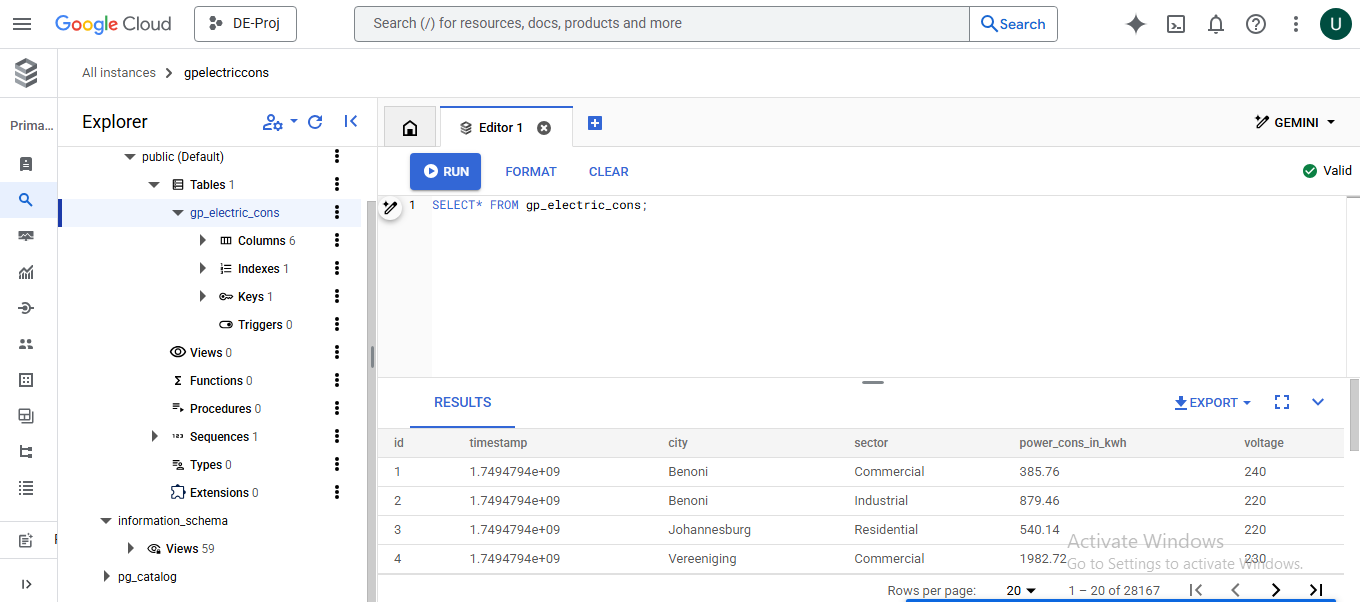 Google Cloud
DE-Proj
Search (/) for resources, docs, products and more
Search
U
All instances
gpelectriccons
Prima...
Explorer
Editor 1
GEMINI
public (Default)
Tables 1
gp_electric_cons
Columns 6
Indexes 1
Keys 1
Triggers 0
Views 0
Functions 0
Procedures 0
Sequences 1
Types 0
Extensions 0
information_schema
Views 59
pg_catalog
RUN
FORMAT
CLEAR
Valid
1 SELECT* FROM gp_electric_cons;
RESULTS
EXPORT
id timestamp city sector power_cons_in_kwh voltage
1 1.7494794e+09 Benoni Commercial 385.76 240
2 1.7494794e+09 Benoni Industrial 879.46 220
3 1.7494794e+09 Johannesburg Residential 540.14 220
4 1.7494794e+09 Vereeniging Commercial 1982.72 230
Activate Windows
Go to Settings to activate Windows.
Rows per page: 20 1 – 20 of 28167